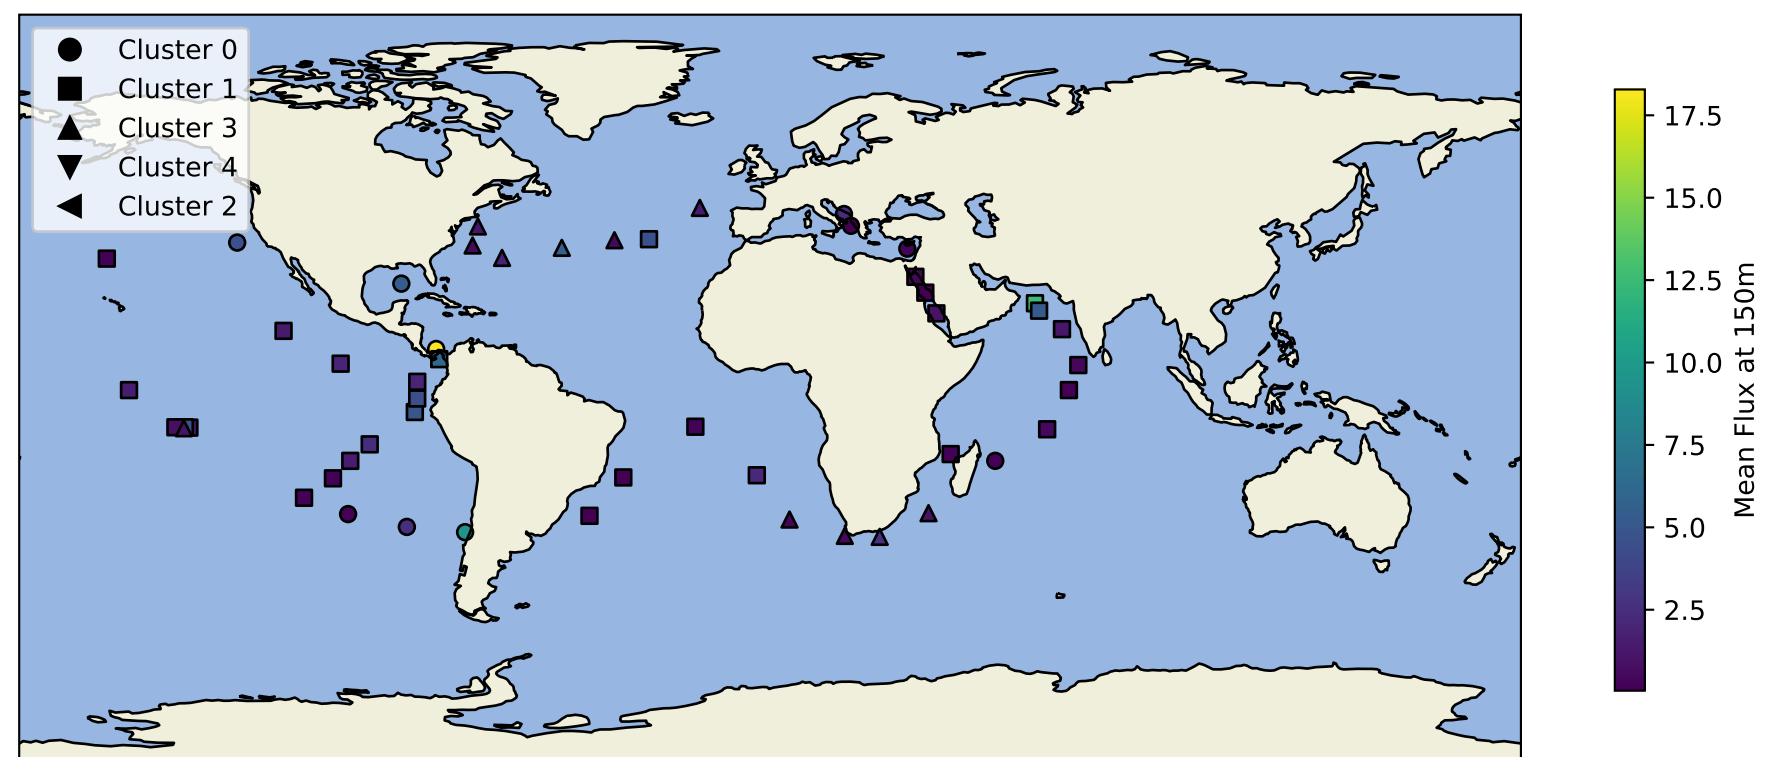 Cluster 0
Cluster 1
Cluster 3
Cluster 4
Cluster 2
17.5
15.0
12.5
10.0
7.5
5.0
2.5
Mean Flux at 150m